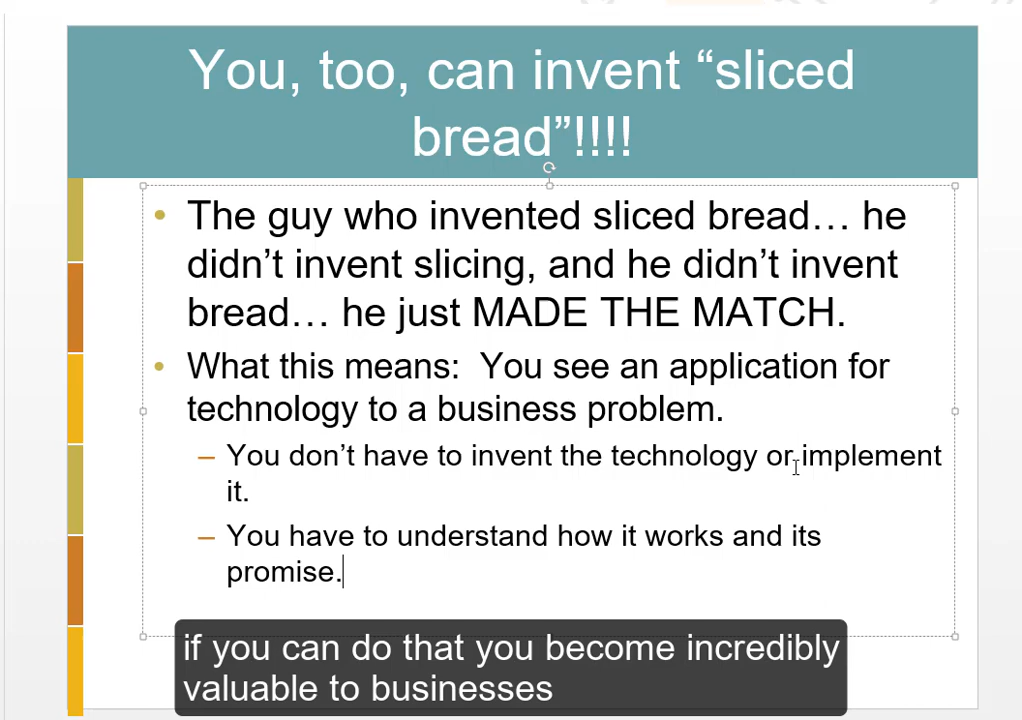 You, too, can invent “sliced
bread”!!!!
• The guy who invented sliced bread… he
didn’t invent slicing, and he didn’t invent
bread… he just MADE THE MATCH.
• What this means:  You see an application for
technology to a business problem.
– You don’t have to invent the technology or implement
it.
– You have to understand how it works and its
promise.
if you can do that you become incredibly
valuable to businesses